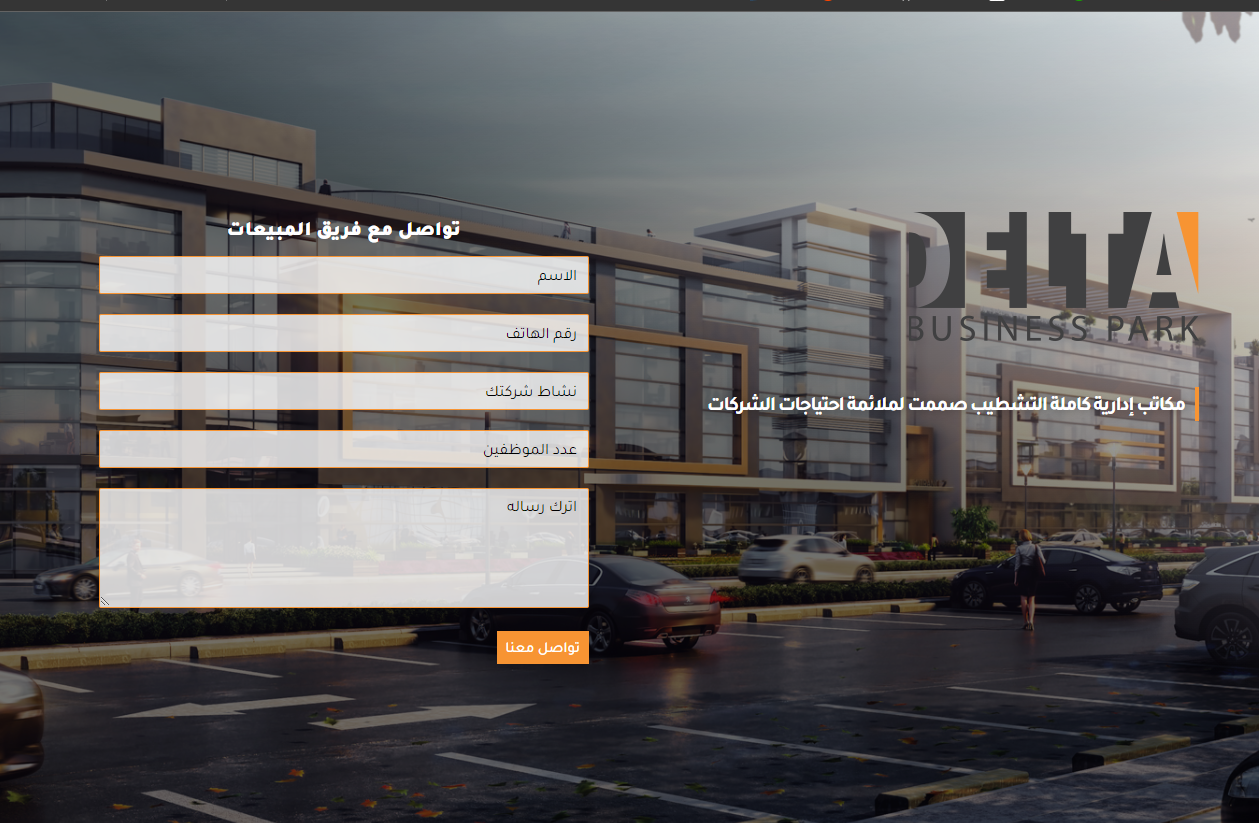 DELTA
BUSINESS PARK
مكاتب إدارية كاملة التشطيب صممت لملائمة احتياجات الشركات
تواصل مع فريق المبيعات
الاسم
رقم الهاتف
نشاط شركتك
عدد الموظفين
اترك رساله
تواصل معنا